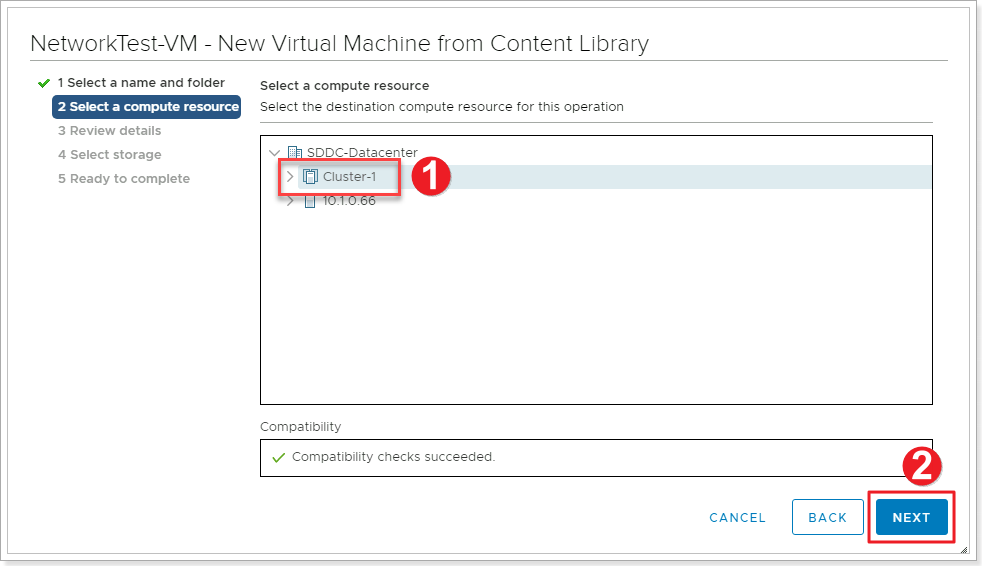 NetworkTest-VM - New Virtual Machine from Content Library
1 Select a name and folder
2 Select a compute resource
3 Review details
4 Select storage
5 Ready to complete
Select a compute resource
Select the destination compute resource for this operation
SDDC-Datacenter
Cluster-1
1
10.1.0.66
Compatibility
Compatibility checks succeeded.
2
CANCEL
BACK
NEXT